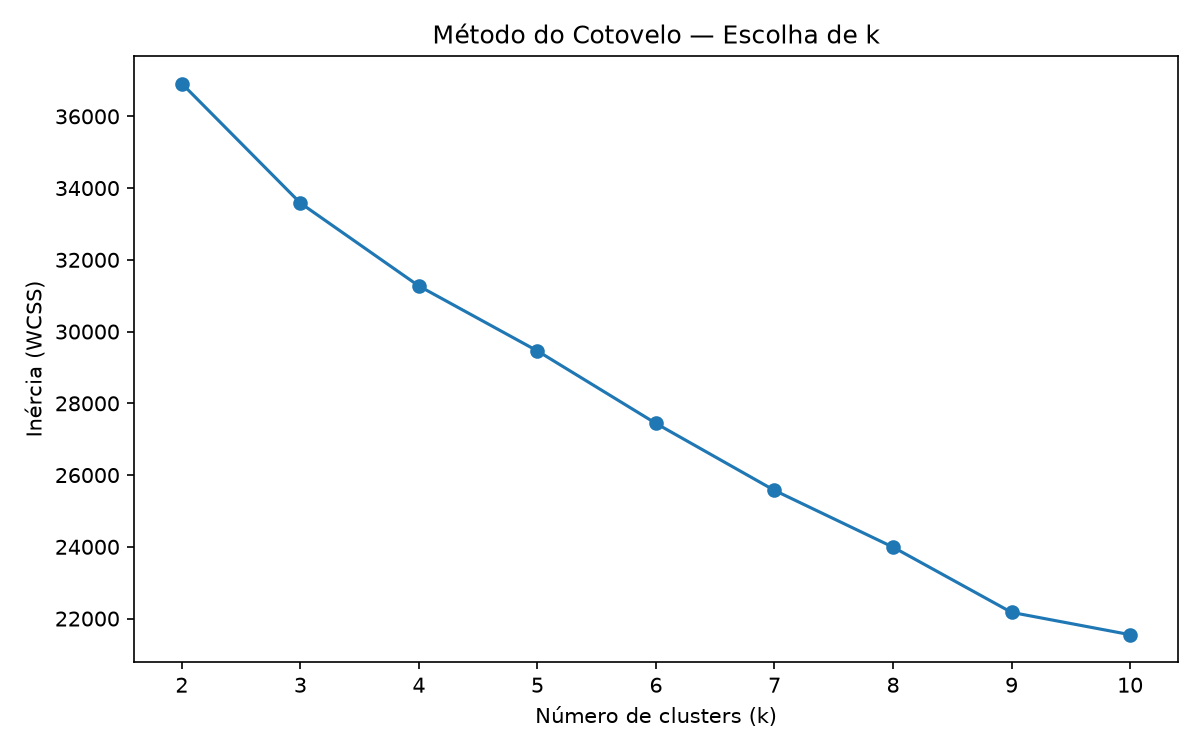 Método do Cotovelo — Escolha de k
Inércia (WCSS)
36000
34000
32000
30000
28000
26000
24000
22000
2 3 4 5 6 7 8 9 10
Número de clusters (k)